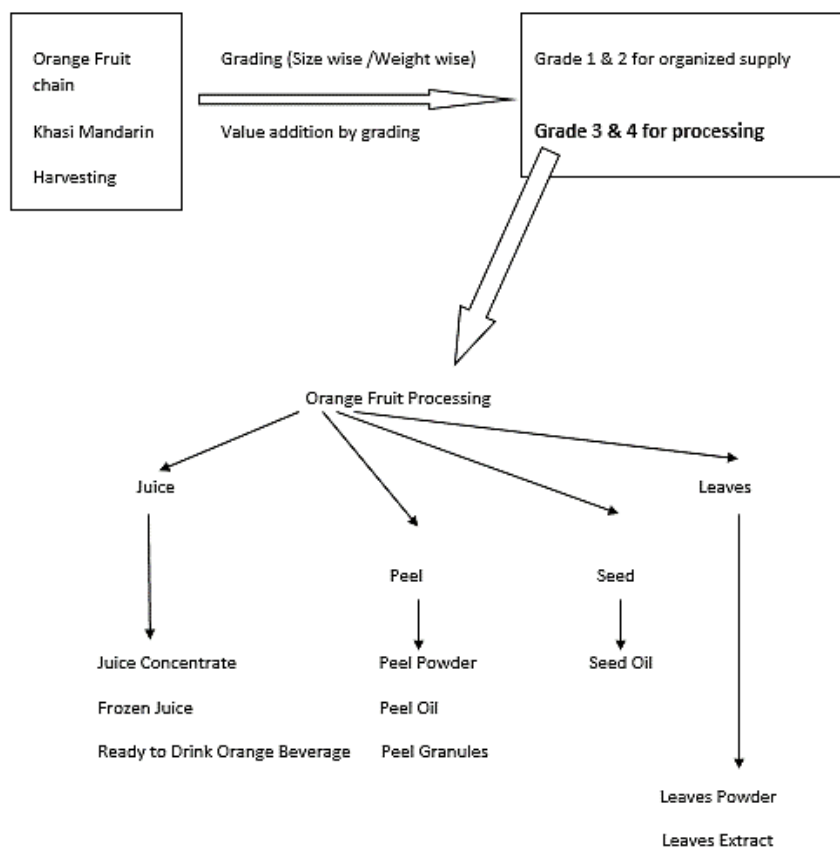 Orange Fruit
chain
Khasi Mandarin
Harvesting
Grading (Size wise /Weight wise)
Value addition by grading
Grade 1 & 2 for organized supply
Grade 3 & 4 for processing
Orange Fruit Processing
Juice
Leaves
Peel
Seed
Juice Concentrate
Frozen Juice
Ready to Drink Orange Beverage
Peel Powder
Peel Oil
Peel Granules
Seed Oil
Leaves Powder
Leaves Extract